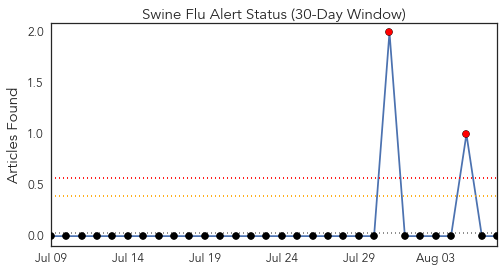 Swine Flu Alert Status (30-Day Window)
Articles Found
2.0
1.5
1.0
0.5
0.0
Jul 09 Jul 14 Jul 19 Jul 24 Jul 29 Aug 03